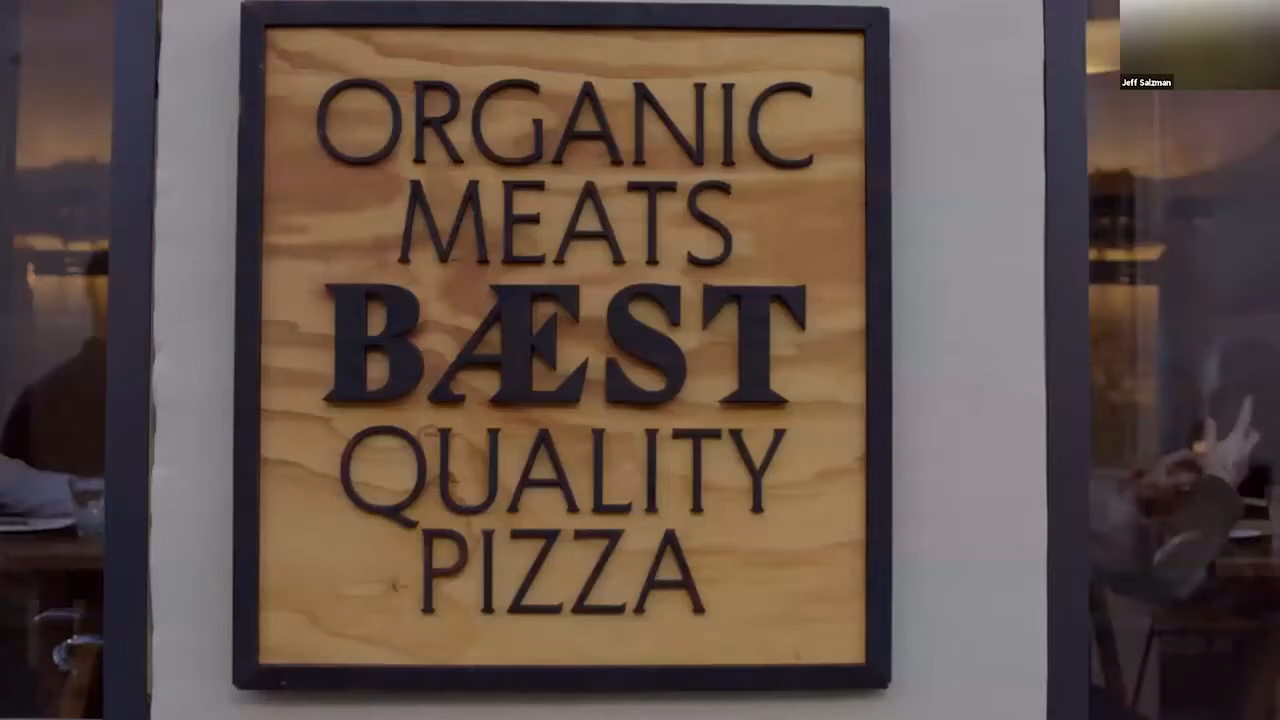 Jeff Salzman
ORGANIC
MEATS
BÆST
QUALITY
PIZZA